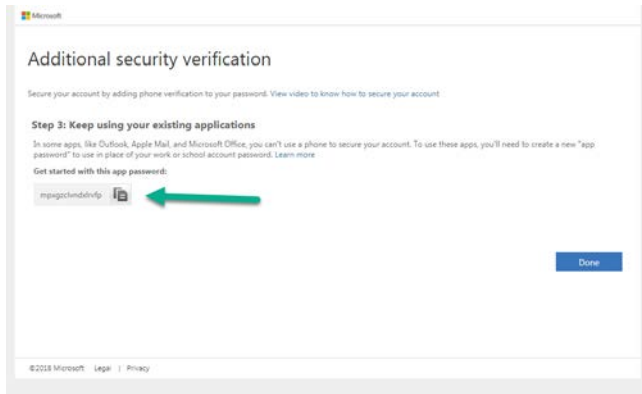 Microsoft
Additional security verification
Secure your account by adding phone verification to your password. View video to know how to secure your account
Step 3: Keep using your existing applications
In some apps, like Outlook, Apple Mail, and Microsoft Office, you can't use a phone to secure your account. To use these apps, you'll need to create a new "app
password" to use in place of your work or school account password. Learn more
Get started with this app password:
Done
©2018 Microsoft Legal | Privacy